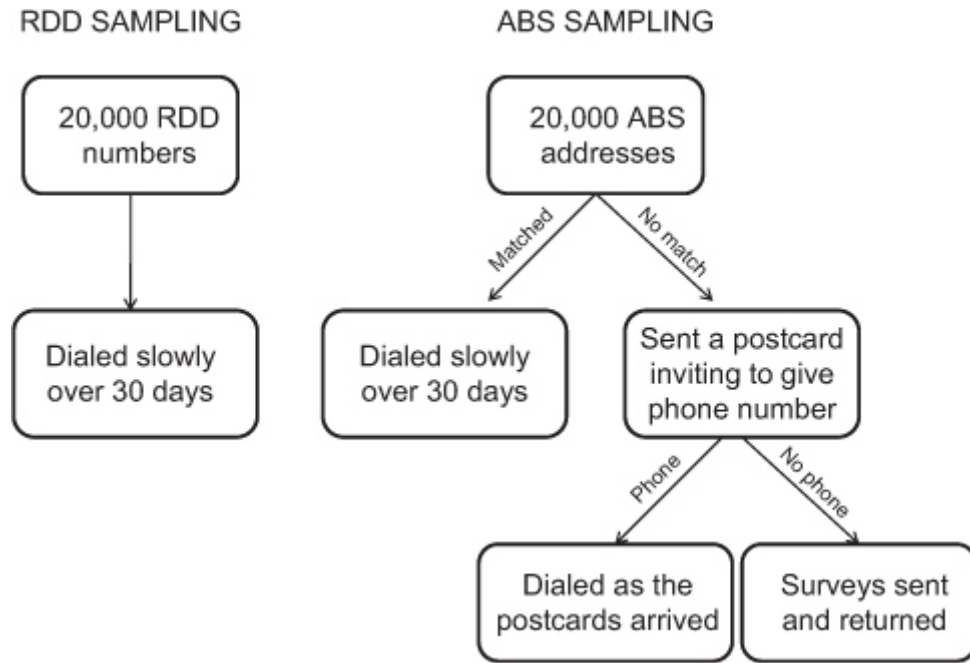 RDD SAMPLING
20,000 RDD
numbers
Dialed slowly
over 30 days
ABS SAMPLING
20,000 ABS
addresses
Matched
No match
Dialed slowly
over 30 days
Sent a postcard
inviting to give
phone number
Phone
No phone
Dialed as the
postcards arrived
Surveys sent
and returned